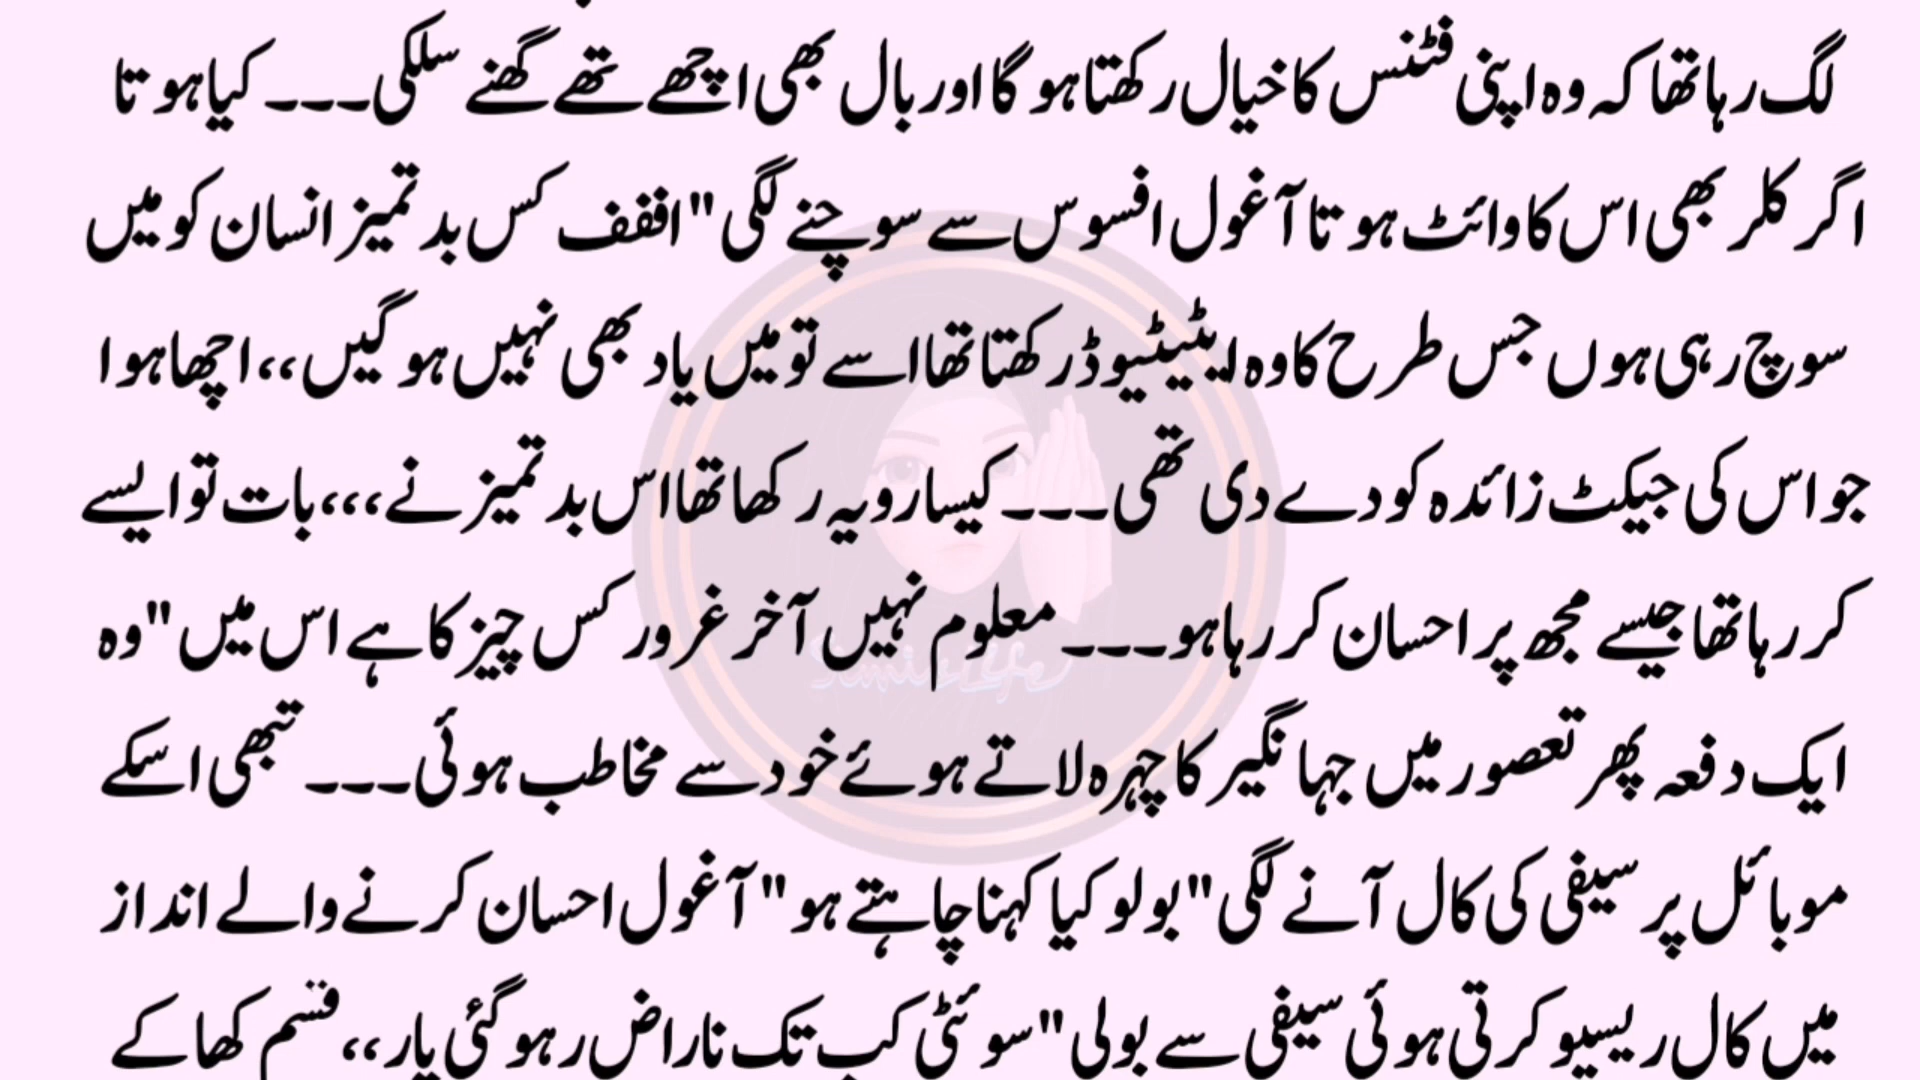 لگ رہا تھا کہ وہ اپنی فٹنس کا خیال رکھتا ہو گا اور بال بھی اچھے تھے گھنے سلکی۔۔۔ کیا ہوتا
اگر کلر بھی اس کا وائٹ ہوتا آغول افسوس سے سوچنے لگی "اففف کس بدتمیز انسان کو میں
سوچ رہی ہوں جس طرح کا وہ ایٹیٹیوڈ رکھتا تھا اسے تو میں یاد بھی نہیں ہو گیں،، اچھا ہوا
جو اس کی جیکٹ زائدہ کو دے دی تھی۔۔۔ کیسا رویہ رکھا تھا اس بدتمیز نے،،، بات تو ایسے
کر رہا تھا جیسے مجھ پر احسان کر رہا ہو۔۔۔ معلوم نہیں آخر غرور کس چیز کا ہے اس میں "وہ
ایک دفعہ پھر تعصور میں جہانگیر کا چہرہ لاتے ہوئے خود سے مخاطب ہوئی۔۔۔ تبھی اسکے
موبائل پر سیفی کی کال آنے لگی "بولو کیا کہنا چاہتے ہو" آغول احسان کرنے والے انداز
میں کال ریسیو کرتی ہوئی سیفی سے بولی "سوئٹی کب تک ناراض رہو گئی یار،، قسم کھا کے